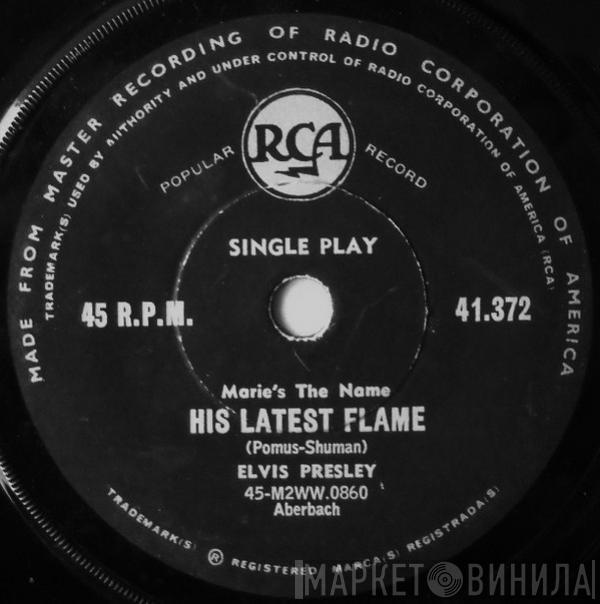 MADE FROM MASTER RECORDING OF RADIO CORPORATION OF AMERICA
TRADEMARK(S) USED BY AUTHORITY AND UNDER CONTROL OF RADIO CORPORATION OF AMERICA (RCA)
POPULAR RCA RECORD
SINGLE PLAY
45 R.P.M. 41.372
Marie's The Name
HIS LATEST FLAME
(Pomus-Shuman)
ELVIS PRESLEY
45-M2WW.0860
Aberbach
TRADEMARK(S) ® REGISTERED MARCA(S) REGISTRADA(S)
МАРКЕТ ВИНИЛА